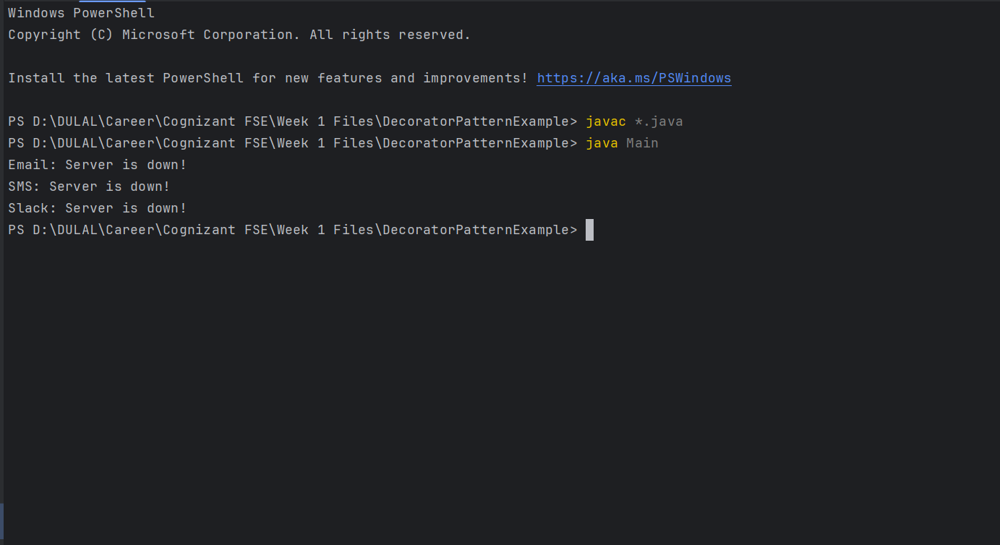 Windows PowerShell
Copyright (C) Microsoft Corporation. All rights reserved.
Install the latest PowerShell for new features and improvements! https://aka.ms/PSWindows
PS D:\DULAL\Career\Cognizant FSE\Week 1 Files\DecoratorPatternExample> javac *.java
PS D:\DULAL\Career\Cognizant FSE\Week 1 Files\DecoratorPatternExample> java Main
Email: Server is down!
SMS: Server is down!
Slack: Server is down!
PS D:\DULAL\Career\Cognizant FSE\Week 1 Files\DecoratorPatternExample>